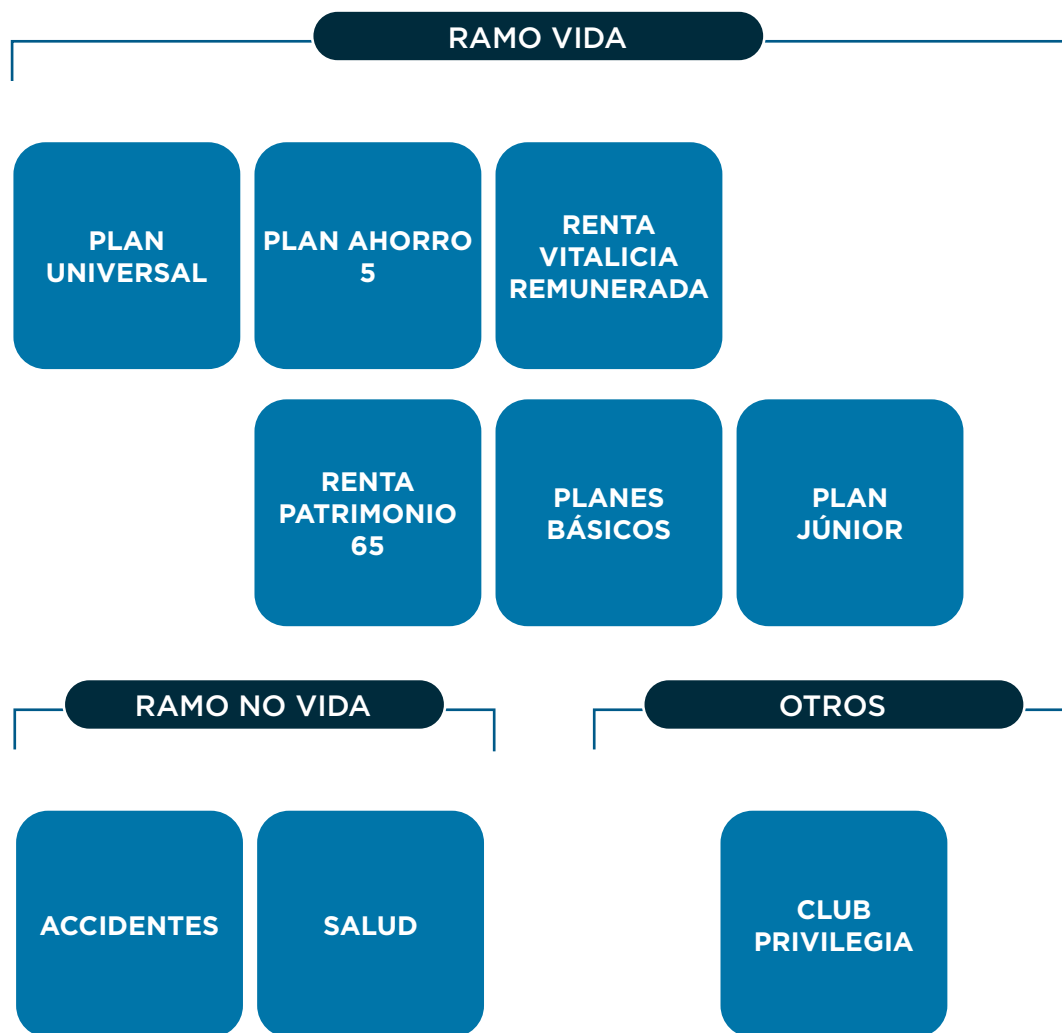 RAMO VIDA
PLAN
UNIVERSAL
PLAN AHORRO
5
RENTA
VITALICIA
REMUNERADA
RENTA
PATRIMONIO
65
PLANES
BÁSICOS
PLAN
JÚNIOR
RAMO NO VIDA
ACCIDENTES
SALUD
OTROS
CLUB
PRIVILEGIA